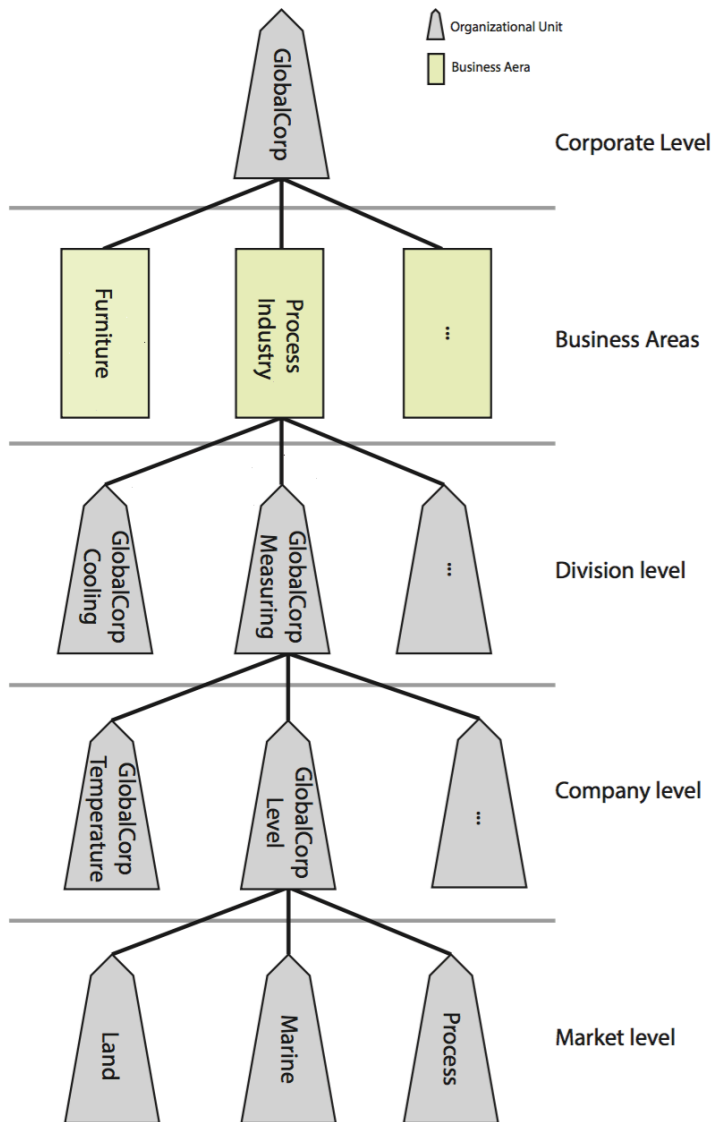 Organizational Unit
Business Aera
GlobalCorp
Corporate Level
Furniture
Process
Industry
...
Business Areas
GlobalCorp
Cooling
GlobalCorp
Measuring
...
Division level
GlobalCorp
Temperature
GlobalCorp
Level
...
Company level
Land
Marine
Process
Market level